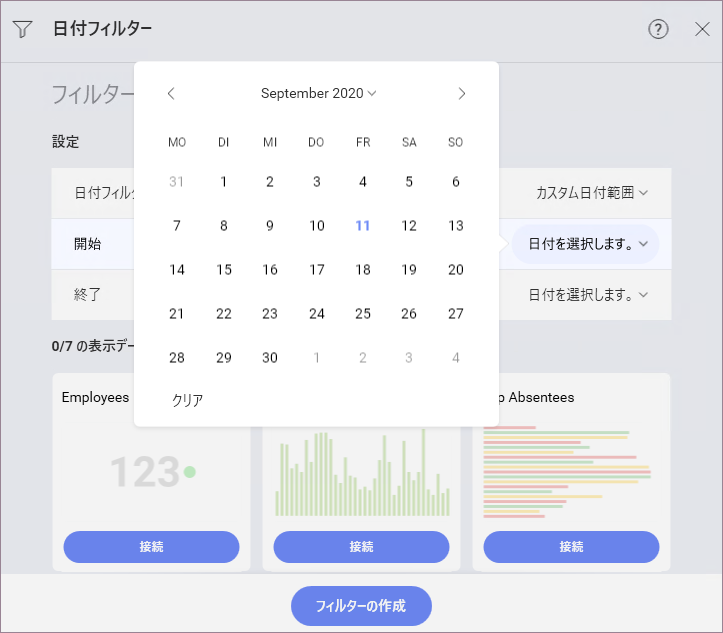 日付フィルター
?
フィルター
September 2020
設定
MO DI MI DO FR SA SO
31 1 2 3 4 5 6
日付フィル
カスタム日付範囲
7 8 9 10 11 12 13
開始
日付を選択します。
14 15 16 17 18 19 20
終了
日付を選択します。
21 22 23 24 25 26 27
0/7 の表示デー
28 29 30 1 2 3 4
クリア
Employees
p Absentees
123
接続
接続
接続
フィルターの作成